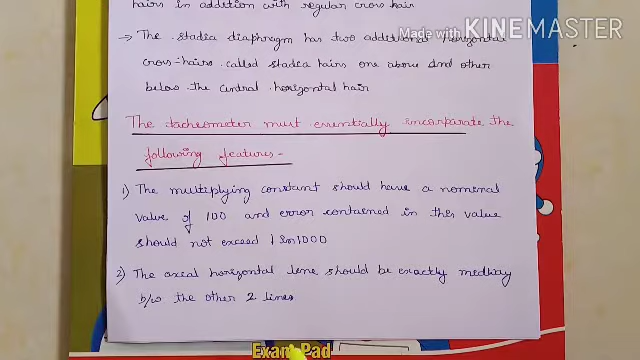 hairs in addition with regular cross hair
Made with KINEMASTER
→ The stadia diaphragm has two additional horizontal
cross-hairs called stadia hairs one above and other
below the central horizontal hair
The tacheometer must essentially incorparate the
following features-
1) The multiplying constant should have a nominal
value of 100 and error contained in this value
should not exceed 1 in 1000
2) The axial horizontal line should be exactly midway
b/w the other 2 lines
Exam Pad